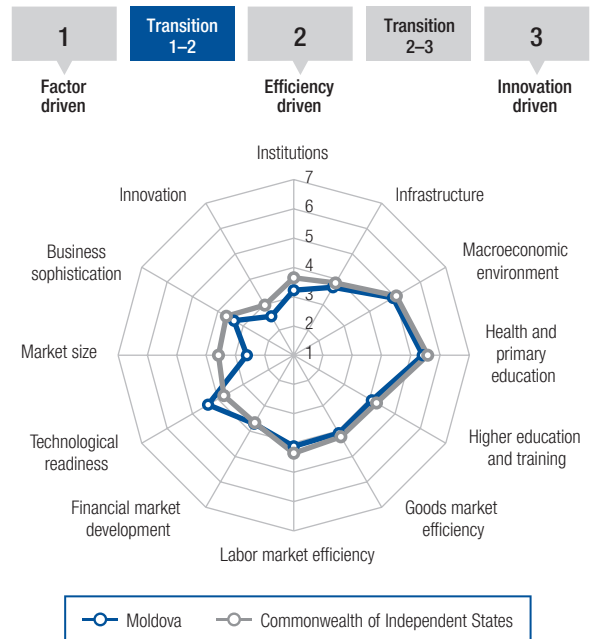 1
Transition
1–2
2
Transition
2–3
3
Factor
driven
Efficiency
driven
Innovation
driven
Institutions
Infrastructure
Macroeconomic
environment
Health and
primary
education
Higher education
and training
Goods market
efficiency
Labor market efficiency
Financial market
development
Technological
readiness
Market size
Business
sophistication
Innovation
7
6
5
4
3
2
1
Moldova
Commonwealth of Independent States